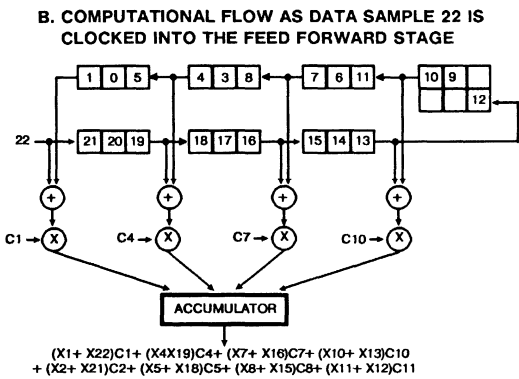 B. COMPUTATIONAL FLOW AS DATA SAMPLE 22 IS
CLOCKED INTO THE FEED FORWARD STAGE
1 0 5 4 3 8 7 6 11 10 9
12
22 21 20 19 18 17 16 15 14 13
+ + + +
C1 X C4 X C7 X C10 X
ACCUMULATOR
(X1+ X22)C1+ (X4X19)C4+ (X7+ X16)C7+ (X10+ X13)C10
+ (X2+ X21)C2+ (X5+ X18)C5+ (X8+ X15)C8+ (X11+ X12)C11